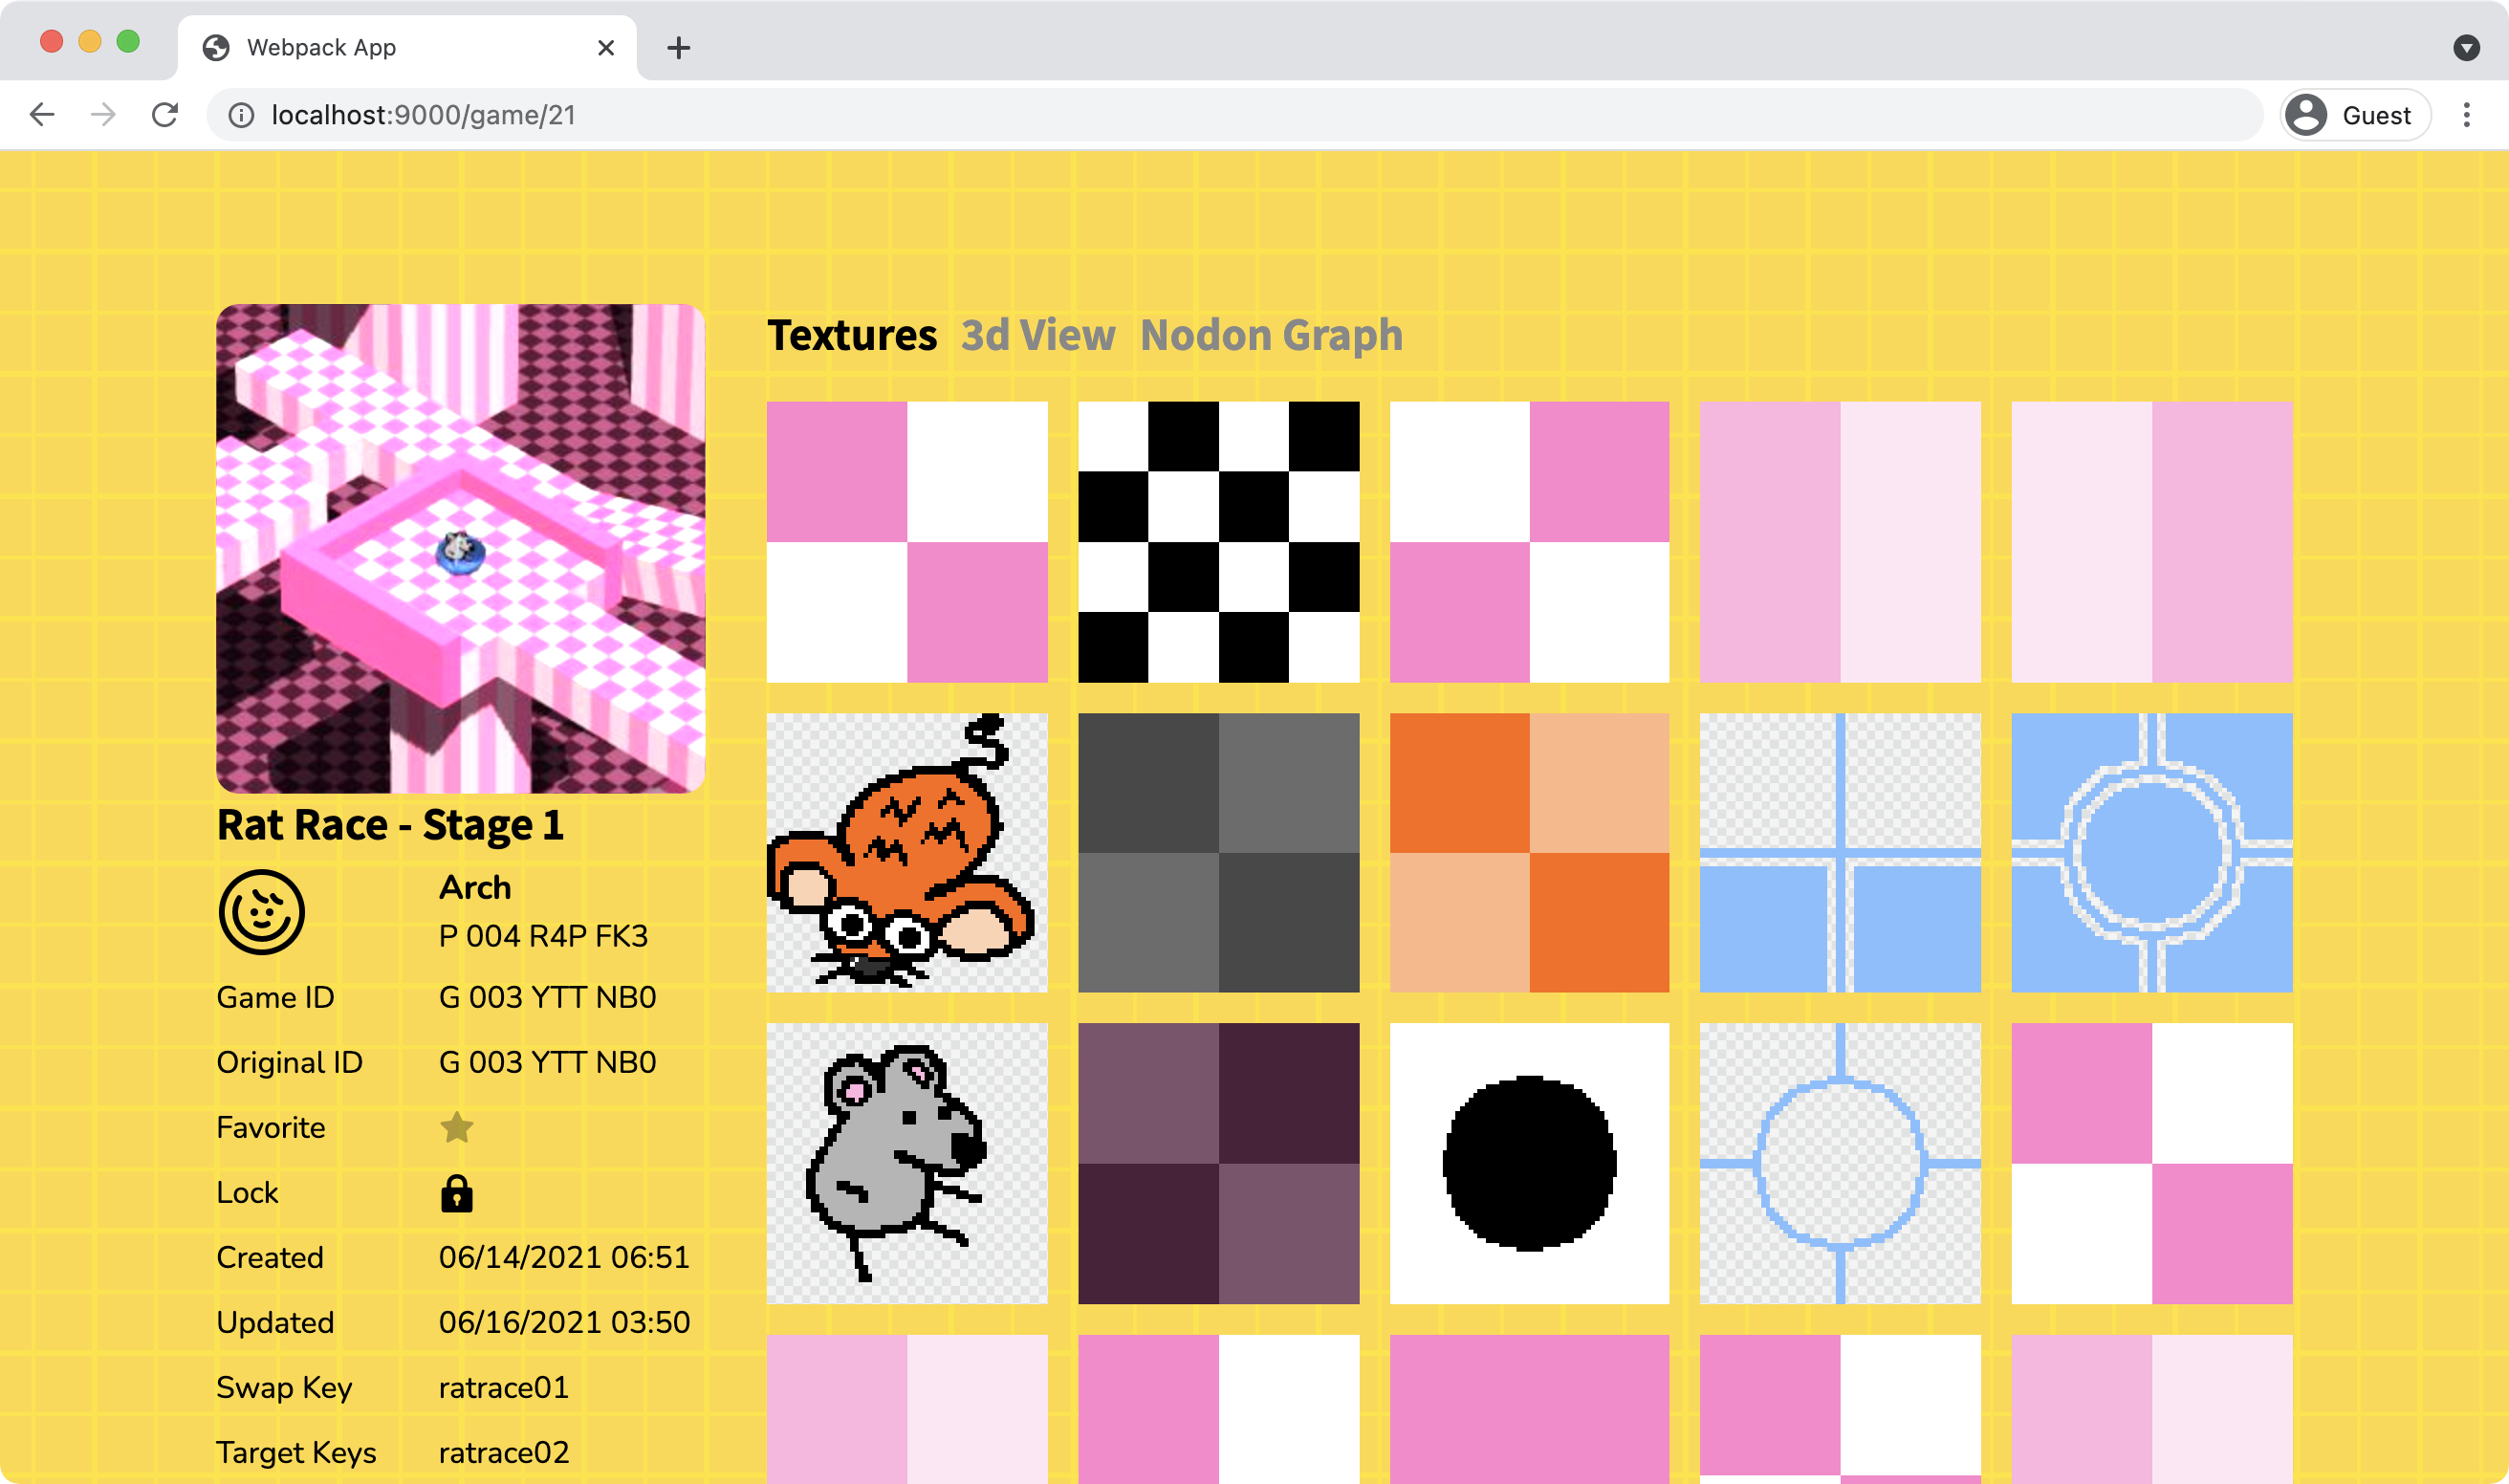 Webpack App
localhost:9000/game/21
Guest
Textures 3d View Nodon Graph
Rat Race - Stage 1
Arch
P 004 R4P FK3
Game ID G 003 YTT NB0
Original ID G 003 YTT NB0
Favorite
Lock
Created 06/14/2021 06:51
Updated 06/16/2021 03:50
Swap Key ratrace01
Target Keys ratrace02